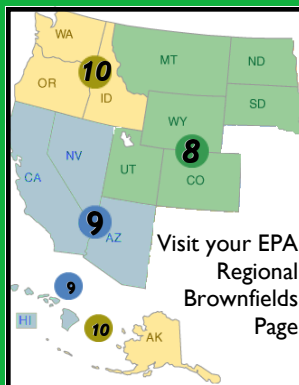 WA
MT
ND
10
OR
ID
SD
WY
8
NV
CA
UT
CO
9
AZ
Visit your EPA
Regional
Brownfields
Page
9
HI
10
AK